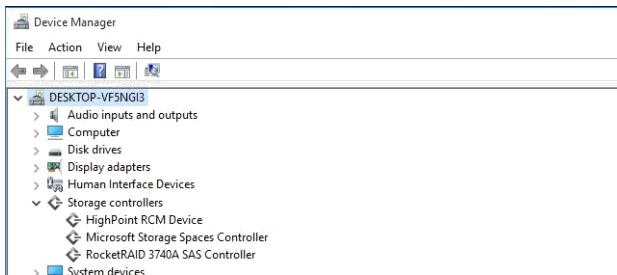 Device Manager
File Action View Help
DESKTOP-VF5NGI3
Audio inputs and outputs
Computer
Disk drives
Display adapters
Human Interface Devices
Storage controllers
HighPoint RCM Device
Microsoft Storage Spaces Controller
RocketRAID 3740A SAS Controller
System devices